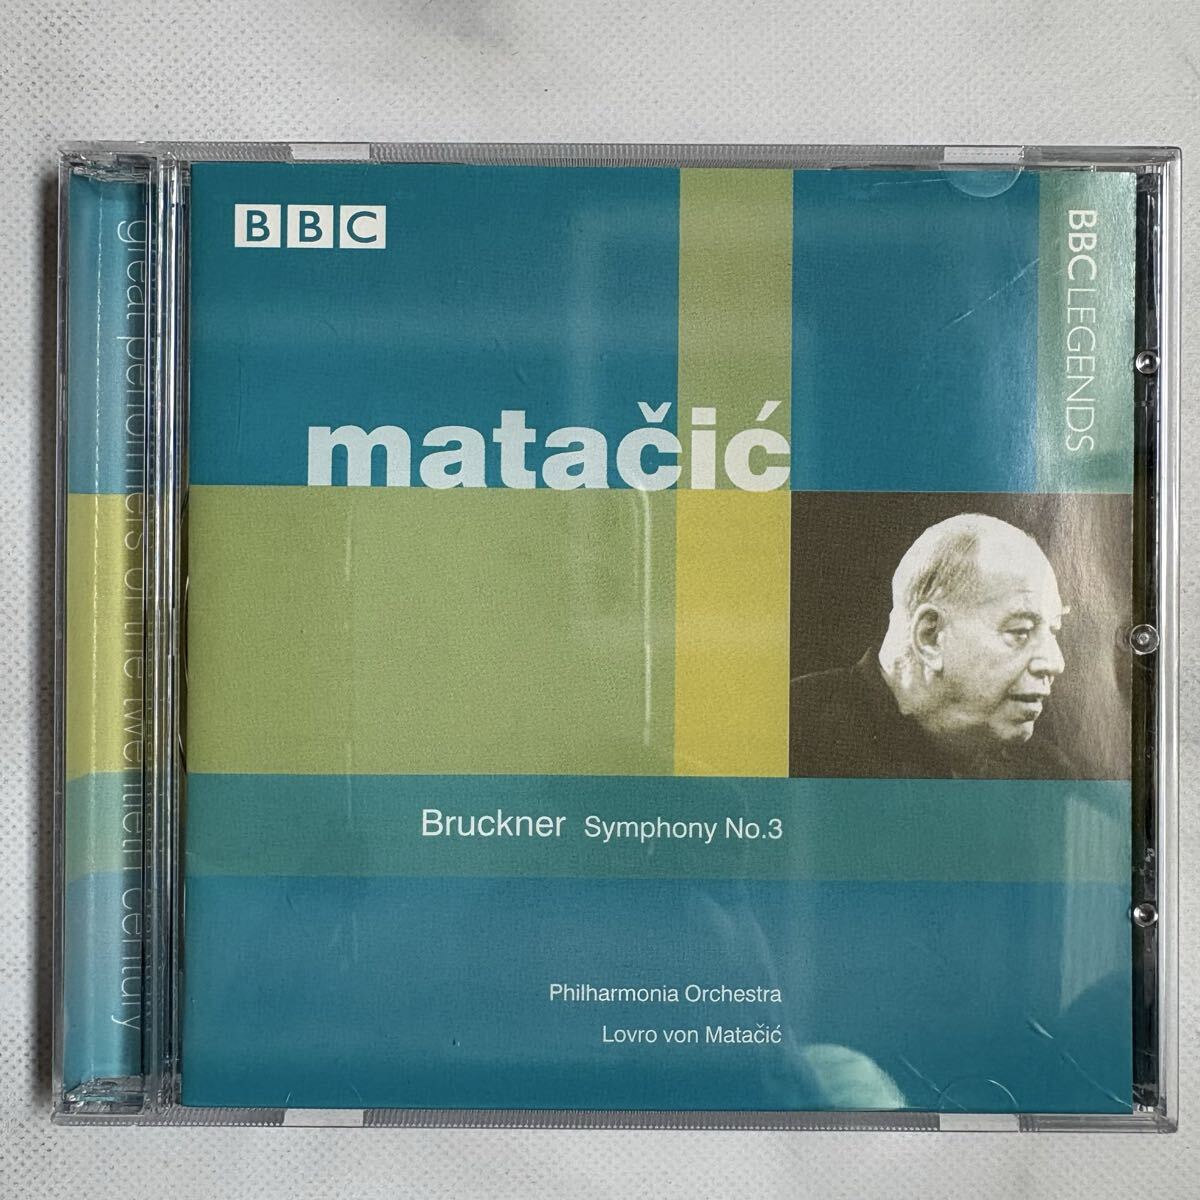 BBC
BBC LEGENDS
matačić
Bruckner Symphony No.3
Philharmonia Orchestra
Lovro von Matačić
great performers of the twentieth century